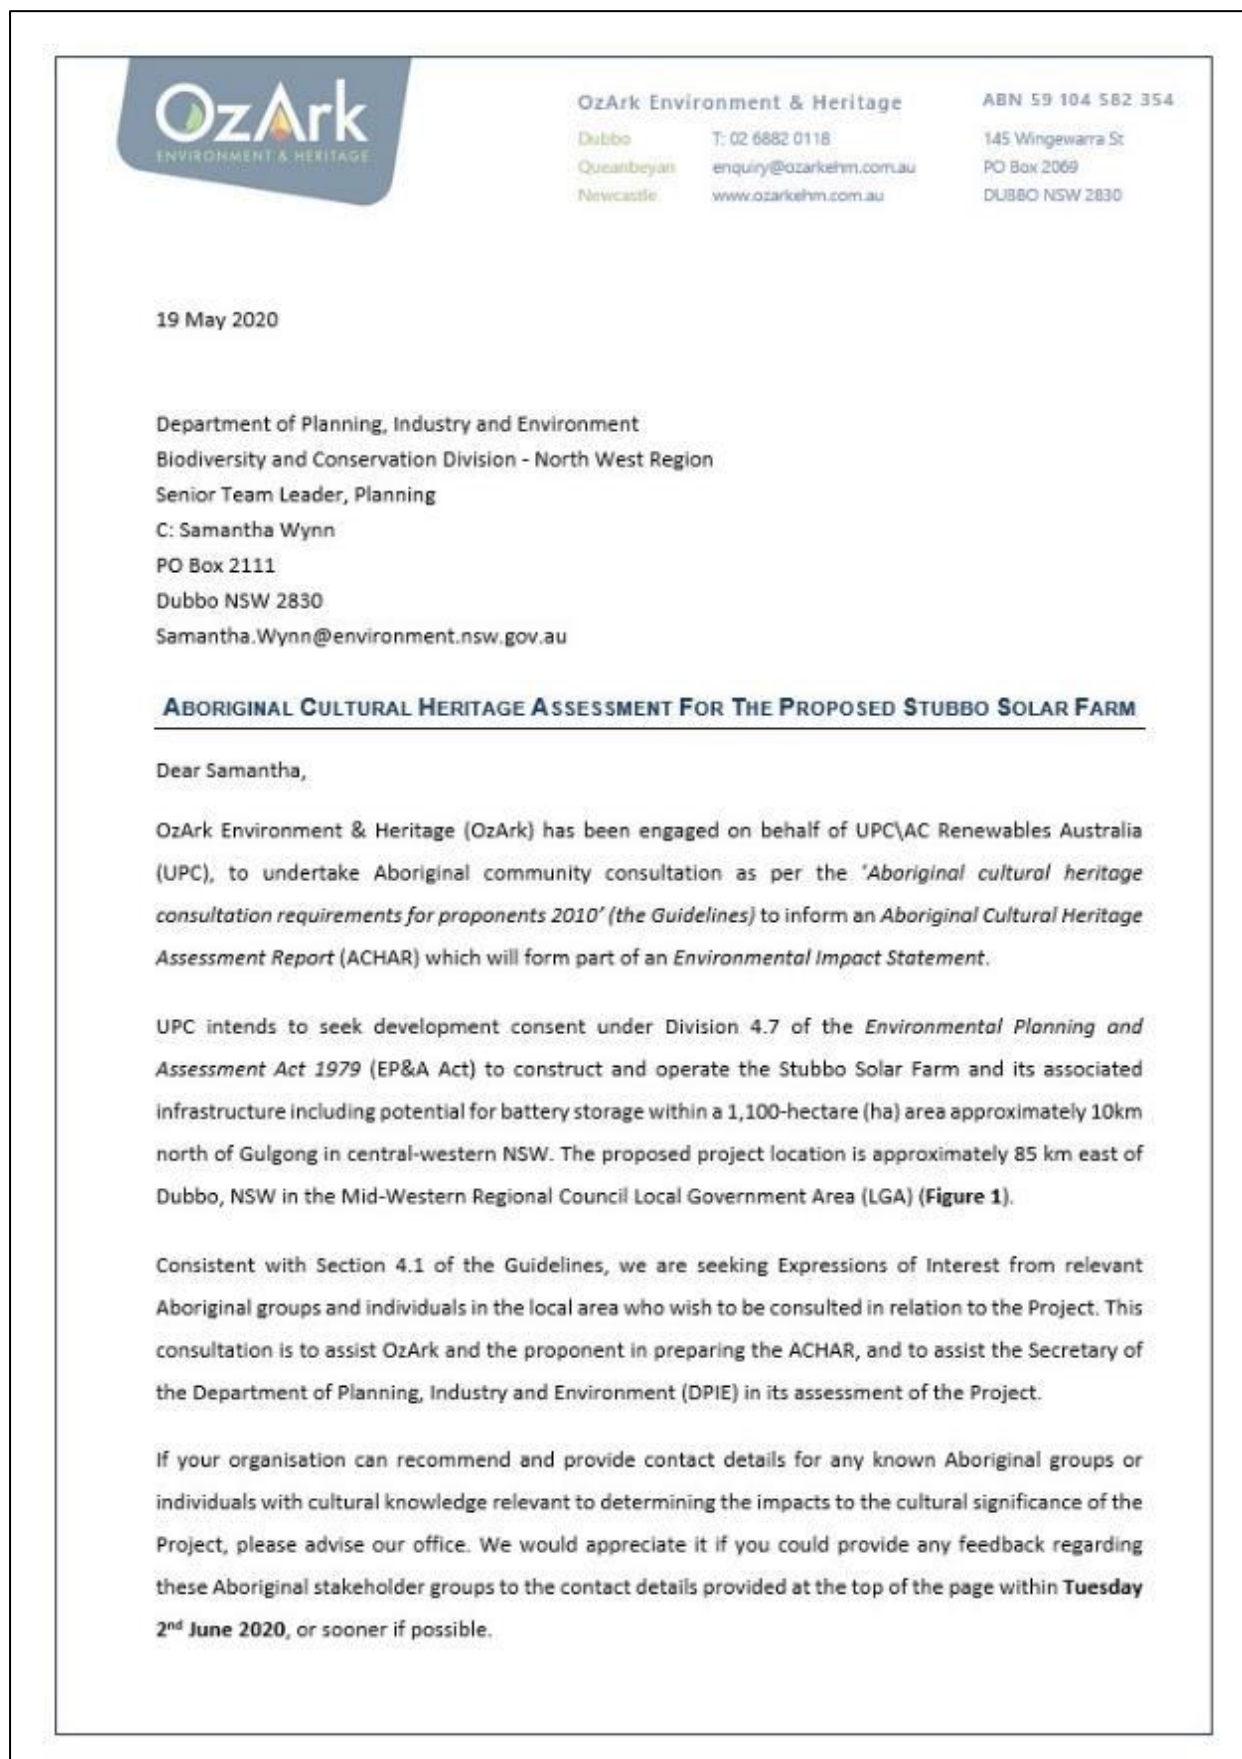 OzArk
ENVIRONMENT & HERITAGE
OzArk Environment & Heritage
Dubbo T: 02 6882 0118
Queanbeyan enquiry@ozarkehm.com.au
Newcastle www.ozarkehm.com.au
ABN 59 104 582 354
145 Wingewarra St
PO Box 2069
DUBBO NSW 2830
19 May 2020
Department of Planning, Industry and Environment
Biodiversity and Conservation Division - North West Region
Senior Team Leader, Planning
C: Samantha Wynn
PO Box 2111
Dubbo NSW 2830
Samantha.Wynn@environment.nsw.gov.au
ABORIGINAL CULTURAL HERITAGE ASSESSMENT FOR THE PROPOSED STUBBO SOLAR FARM
Dear Samantha,
OzArk Environment & Heritage (OzArk) has been engaged on behalf of UPC\AC Renewables Australia
(UPC), to undertake Aboriginal community consultation as per the ‘Aboriginal cultural heritage
consultation requirements for proponents 2010’ (the Guidelines) to inform an Aboriginal Cultural Heritage
Assessment Report (ACHAR) which will form part of an Environmental Impact Statement.
UPC intends to seek development consent under Division 4.7 of the Environmental Planning and
Assessment Act 1979 (EP&A Act) to construct and operate the Stubbo Solar Farm and its associated
infrastructure including potential for battery storage within a 1,100-hectare (ha) area approximately 10km
north of Gulgong in central-western NSW. The proposed project location is approximately 85 km east of
Dubbo, NSW in the Mid-Western Regional Council Local Government Area (LGA) (Figure 1).
Consistent with Section 4.1 of the Guidelines, we are seeking Expressions of Interest from relevant
Aboriginal groups and individuals in the local area who wish to be consulted in relation to the Project. This
consultation is to assist OzArk and the proponent in preparing the ACHAR, and to assist the Secretary of
the Department of Planning, Industry and Environment (DPIE) in its assessment of the Project.
If your organisation can recommend and provide contact details for any known Aboriginal groups or
individuals with cultural knowledge relevant to determining the impacts to the cultural significance of the
Project, please advise our office. We would appreciate it if you could provide any feedback regarding
these Aboriginal stakeholder groups to the contact details provided at the top of the page within Tuesday
2nd June 2020, or sooner if possible.